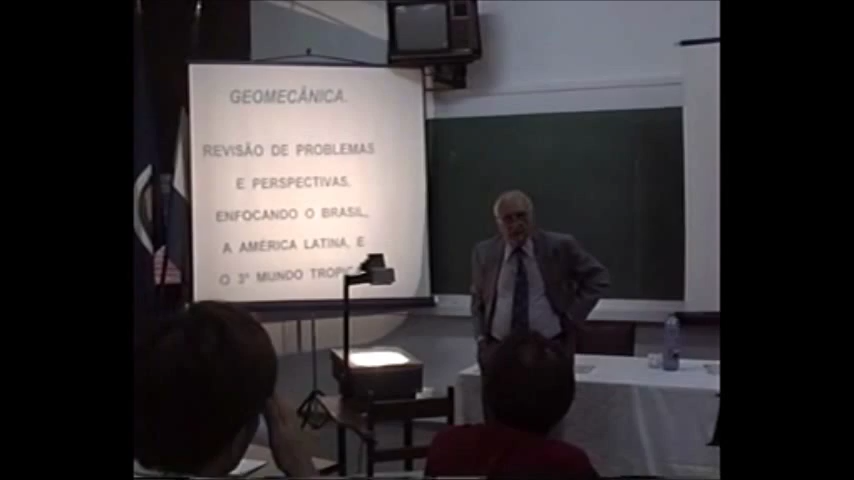 GEOMECÂNICA.
REVISÃO DE PROBLEMAS
E PERSPECTIVAS,
ENFOCANDO O BRASIL,
A AMÉRICA LATINA, E
O 3º MUNDO